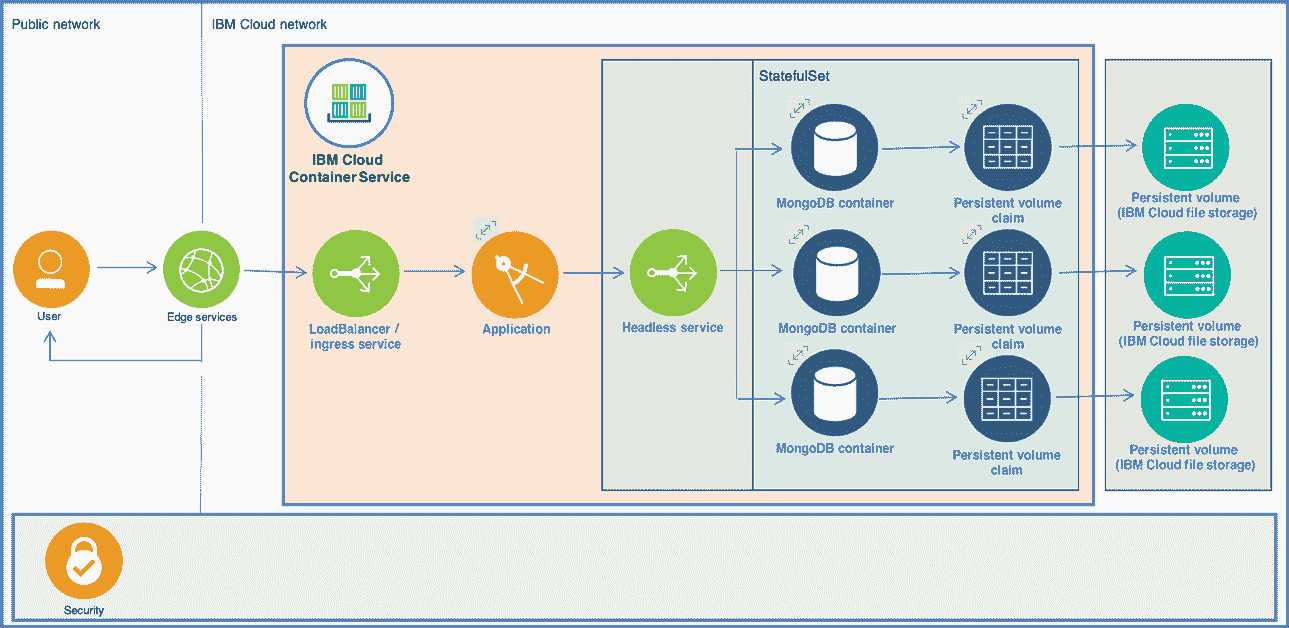 Public network
IBM Cloud network
IBM Cloud
Container Service
StatefulSet
MongoDB container
Persistent volume
claim
Persistent volume
(IBM Cloud file storage)
User
Edge services
LoadBalancer /
ingress service
Application
Headless service
MongoDB container
Persistent volume
claim
Persistent volume
(IBM Cloud file storage)
MongoDB container
Persistent volume
claim
Persistent volume
(IBM Cloud file storage)
Security